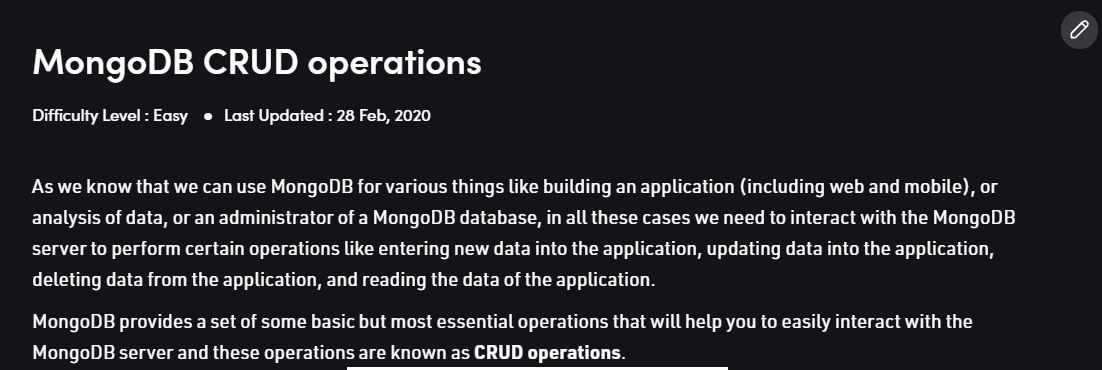 MongoDB CRUD operations
Difficulty Level : Easy ● Last Updated : 28 Feb, 2020
As we know that we can use MongoDB for various things like building an application (including web and mobile), or
analysis of data, or an administrator of a MongoDB database, in all these cases we need to interact with the MongoDB
server to perform certain operations like entering new data into the application, updating data into the application,
deleting data from the application, and reading the data of the application.
MongoDB provides a set of some basic but most essential operations that will help you to easily interact with the
MongoDB server and these operations are known as CRUD operations.